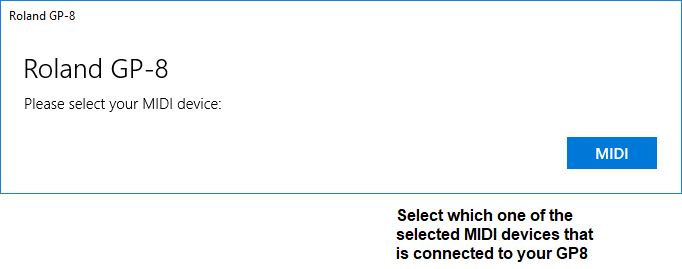 Roland GP-8
Roland GP-8
Please select your MIDI device:
MIDI
Select which one of the
selected MIDI devices that
is connected to your GP8